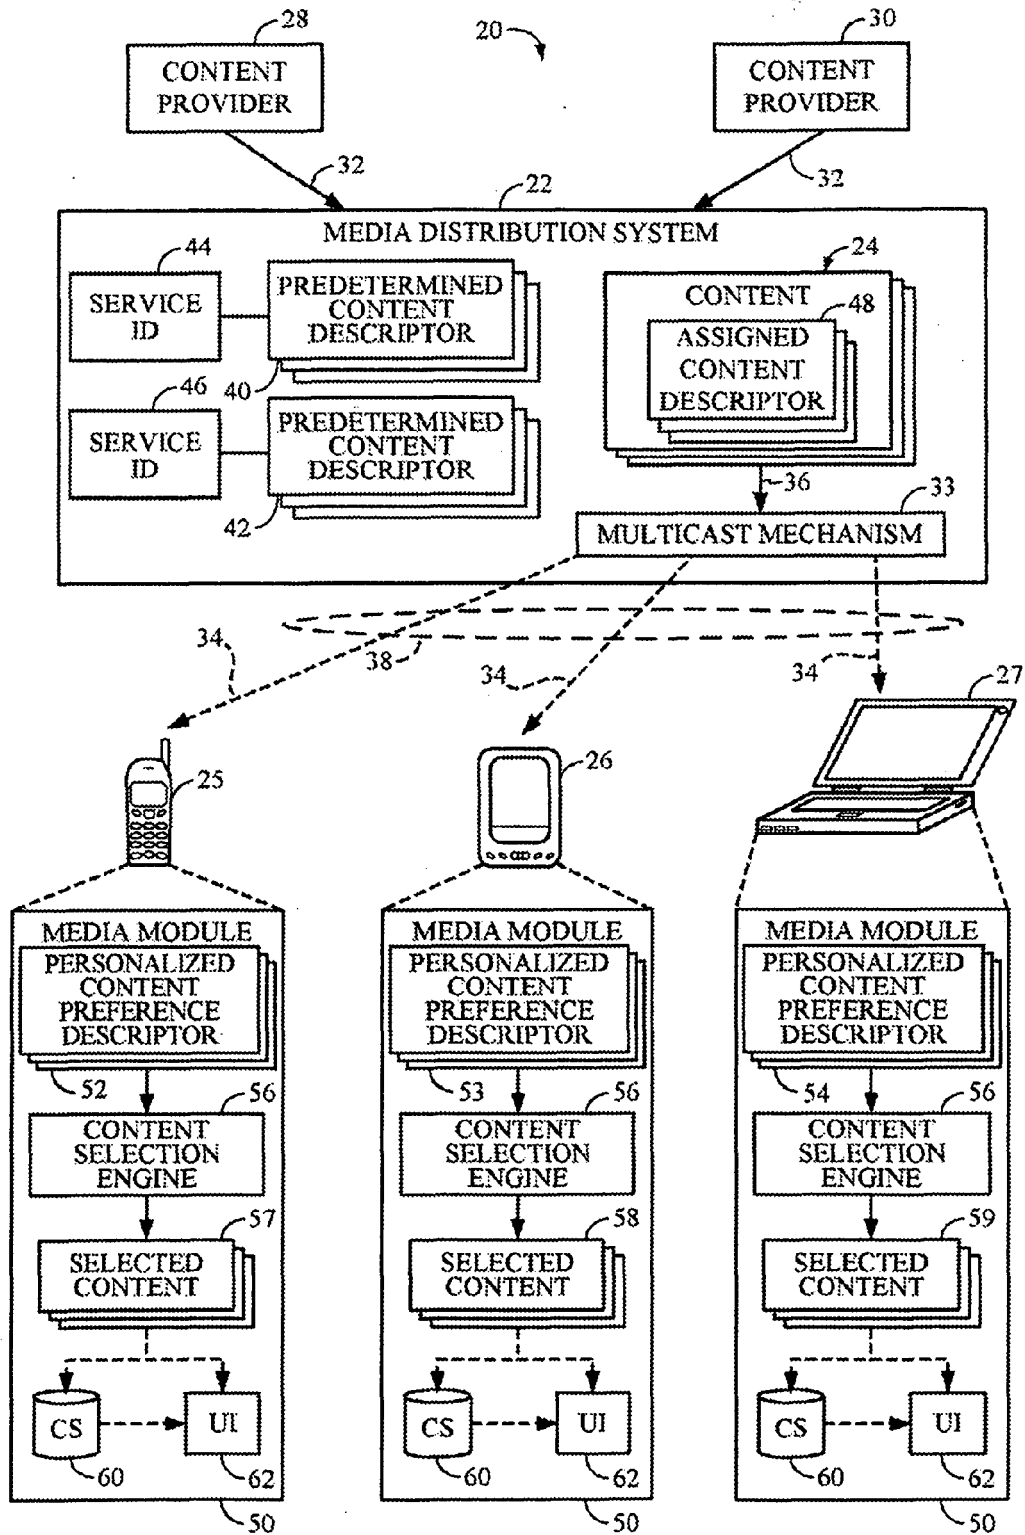 28
20
30
CONTENT
PROVIDER
CONTENT
PROVIDER
32
32
22
MEDIA DISTRIBUTION SYSTEM
44
SERVICE
ID
PREDETERMINED
CONTENT
DESCRIPTOR
40
24
CONTENT
48
ASSIGNED
CONTENT
DESCRIPTOR
46
SERVICE
ID
PREDETERMINED
CONTENT
DESCRIPTOR
42
36
33
MULTICAST MECHANISM
34
38
34
34
27
25
26
MEDIA MODULE
PERSONALIZED
CONTENT
PREFERENCE
DESCRIPTOR
52
56
CONTENT
SELECTION
ENGINE
57
SELECTED
CONTENT
CS
UI
60
62
50
MEDIA MODULE
PERSONALIZED
CONTENT
PREFERENCE
DESCRIPTOR
53
56
CONTENT
SELECTION
ENGINE
58
SELECTED
CONTENT
CS
UI
60
62
50
MEDIA MODULE
PERSONALIZED
CONTENT
PREFERENCE
DESCRIPTOR
54
56
CONTENT
SELECTION
ENGINE
59
SELECTED
CONTENT
CS
UI
60
62
50